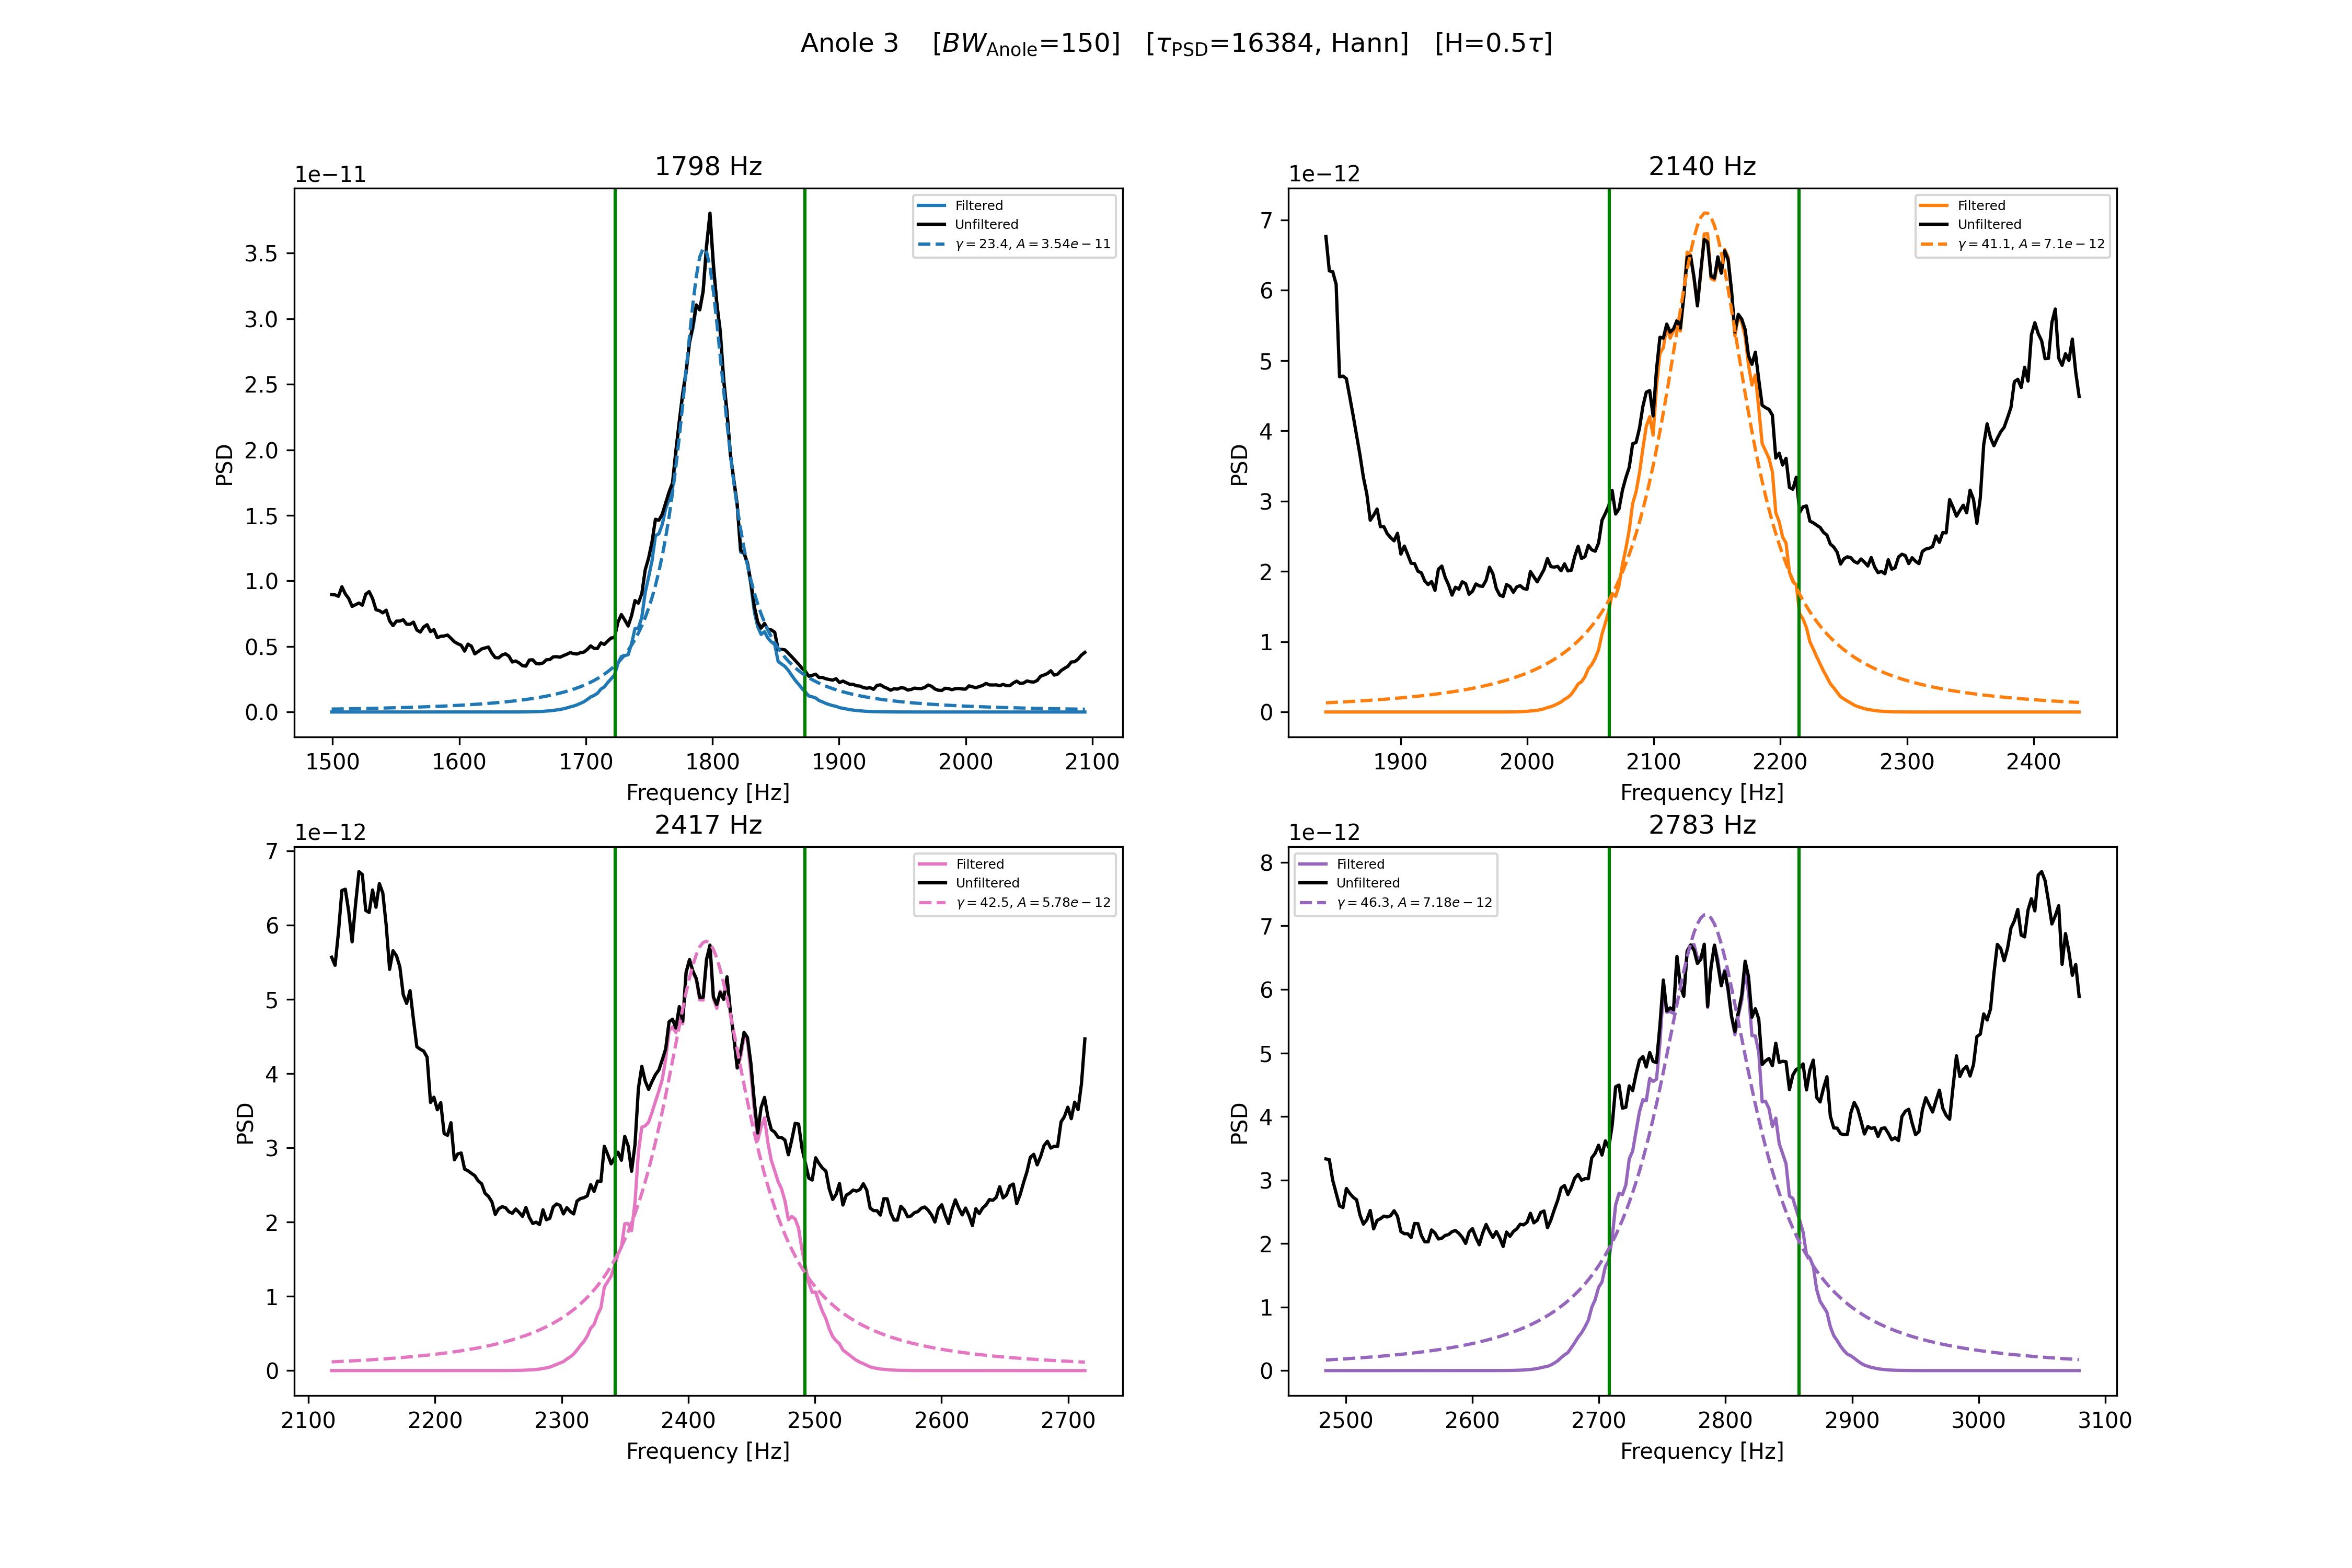 Anole 3 [BW_Anole=150] [τ_PSD=16384, Hann] [H=0.5τ]
1798 Hz
1e−11
Filtered
Unfiltered
γ = 23.4, A = 3.54e − 11
PSD
3.5
3.0
2.5
2.0
1.5
1.0
0.5
0.0
1500 1600 1700 1800 1900 2000 2100
Frequency [Hz]
2140 Hz
1e−12
Filtered
Unfiltered
γ = 41.1, A = 7.1e − 12
PSD
7
6
5
4
3
2
1
0
1900 2000 2100 2200 2300 2400
Frequency [Hz]
2417 Hz
1e−12
Filtered
Unfiltered
γ = 42.5, A = 5.78e − 12
PSD
7
6
5
4
3
2
1
0
2100 2200 2300 2400 2500 2600 2700
Frequency [Hz]
2783 Hz
1e−12
Filtered
Unfiltered
γ = 46.3, A = 7.18e − 12
PSD
8
7
6
5
4
3
2
1
0
2500 2600 2700 2800 2900 3000 3100
Frequency [Hz]